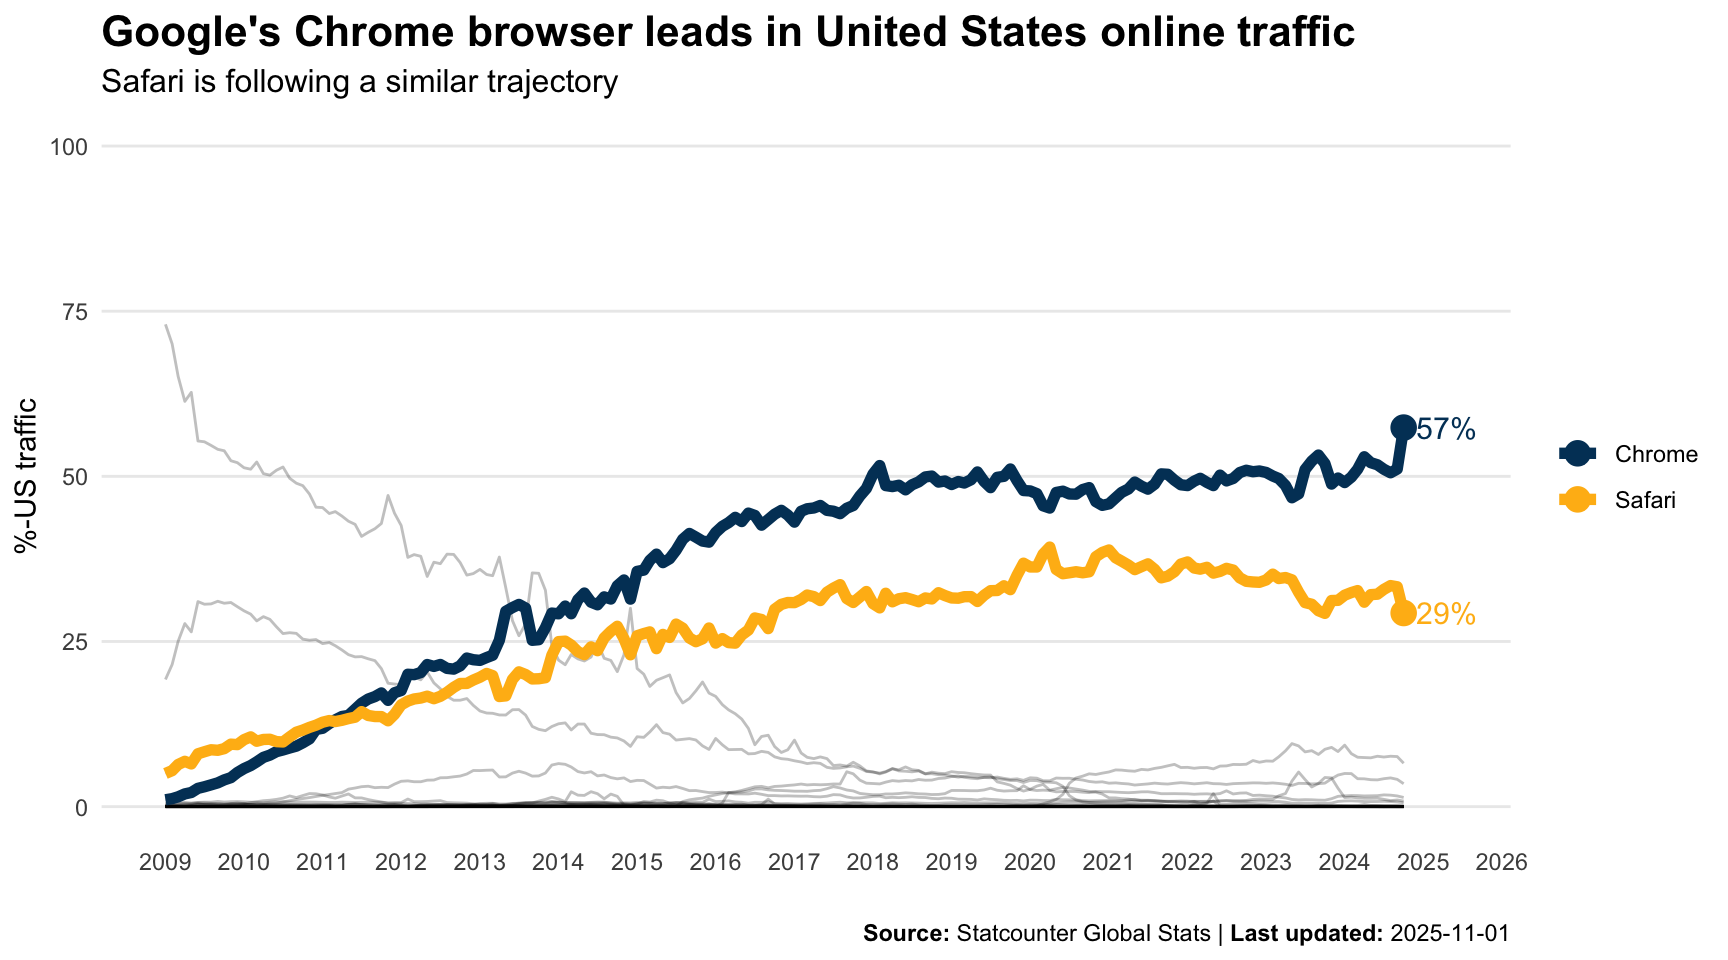 Google's Chrome browser leads in United States online traffic
Safari is following a similar trajectory
100
75
50
25
0
%-US traffic
57%
29%
Chrome
Safari
2009 2010 2011 2012 2013 2014 2015 2016 2017 2018 2019 2020 2021 2022 2023 2024 2025 2026
Source: Statcounter Global Stats | Last updated: 2025-11-01